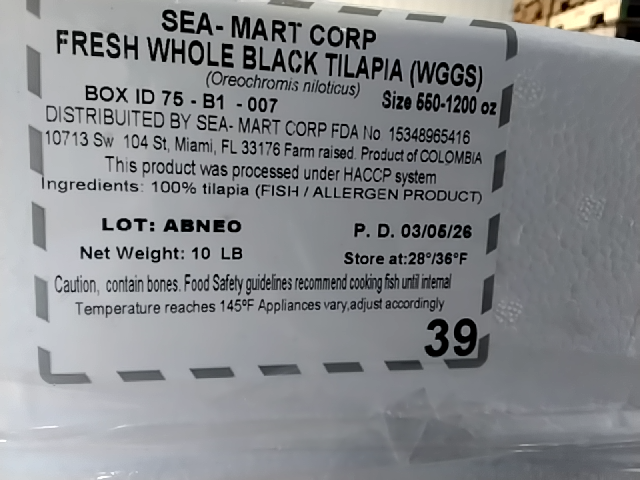 SEA- MART CORP
FRESH WHOLE BLACK TILAPIA (WGGS)
(Oreochromis niloticus)
BOX ID 75 - B1 - 007 Size 550-1200 oz
DISTRIBUITED BY SEA- MART CORP FDA No 15348965416
10713 Sw 104 St, Miami, FL 33176 Farm raised. Product of COLOMBIA
This product was processed under HACCP system
Ingredients: 100% tilapia (FISH / ALLERGEN PRODUCT)
LOT: ABNEO P. D. 03/05/26
Net Weight: 10 LB Store at:28°/36°F
Caution, contain bones. Food Safety guidelines recommend cooking fish until internal
Temperature reaches 145ºF Appliances vary,adjust accordingly
39